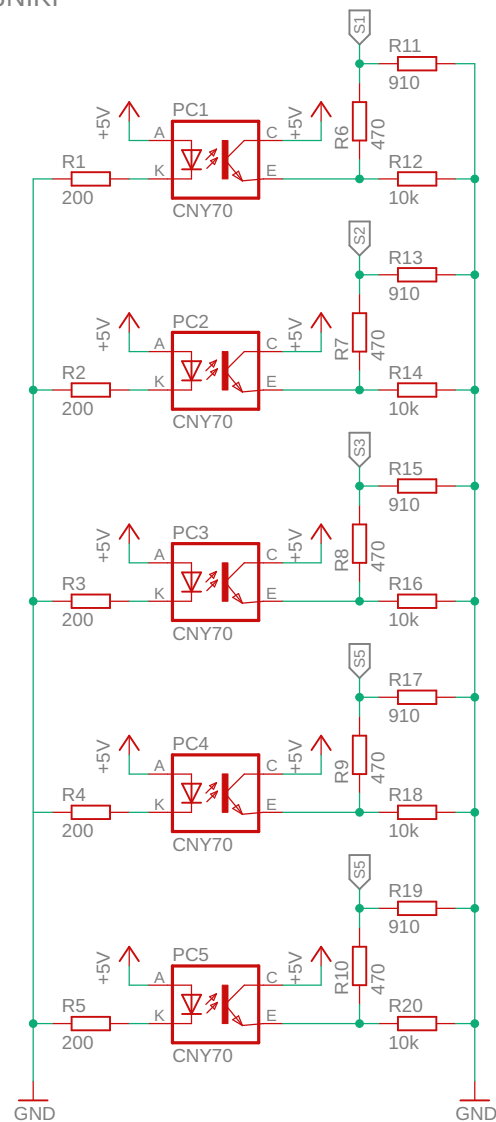 S1
R11
910
+5V
PC1
+5V
R6
470
A
C
R1
R12
K
E
200
CNY70
10k
S2
R13
910
+5V
PC2
+5V
R7
470
A
C
R2
R14
K
E
200
CNY70
10k
S3
R15
910
+5V
PC3
+5V
R8
470
A
C
R3
R16
K
E
200
CNY70
10k
S5
R17
910
+5V
PC4
+5V
R9
470
A
C
R4
R18
K
E
200
CNY70
10k
S5
R19
910
+5V
PC5
+5V
R10
470
A
C
R5
R20
K
E
200
CNY70
10k
GND
GND